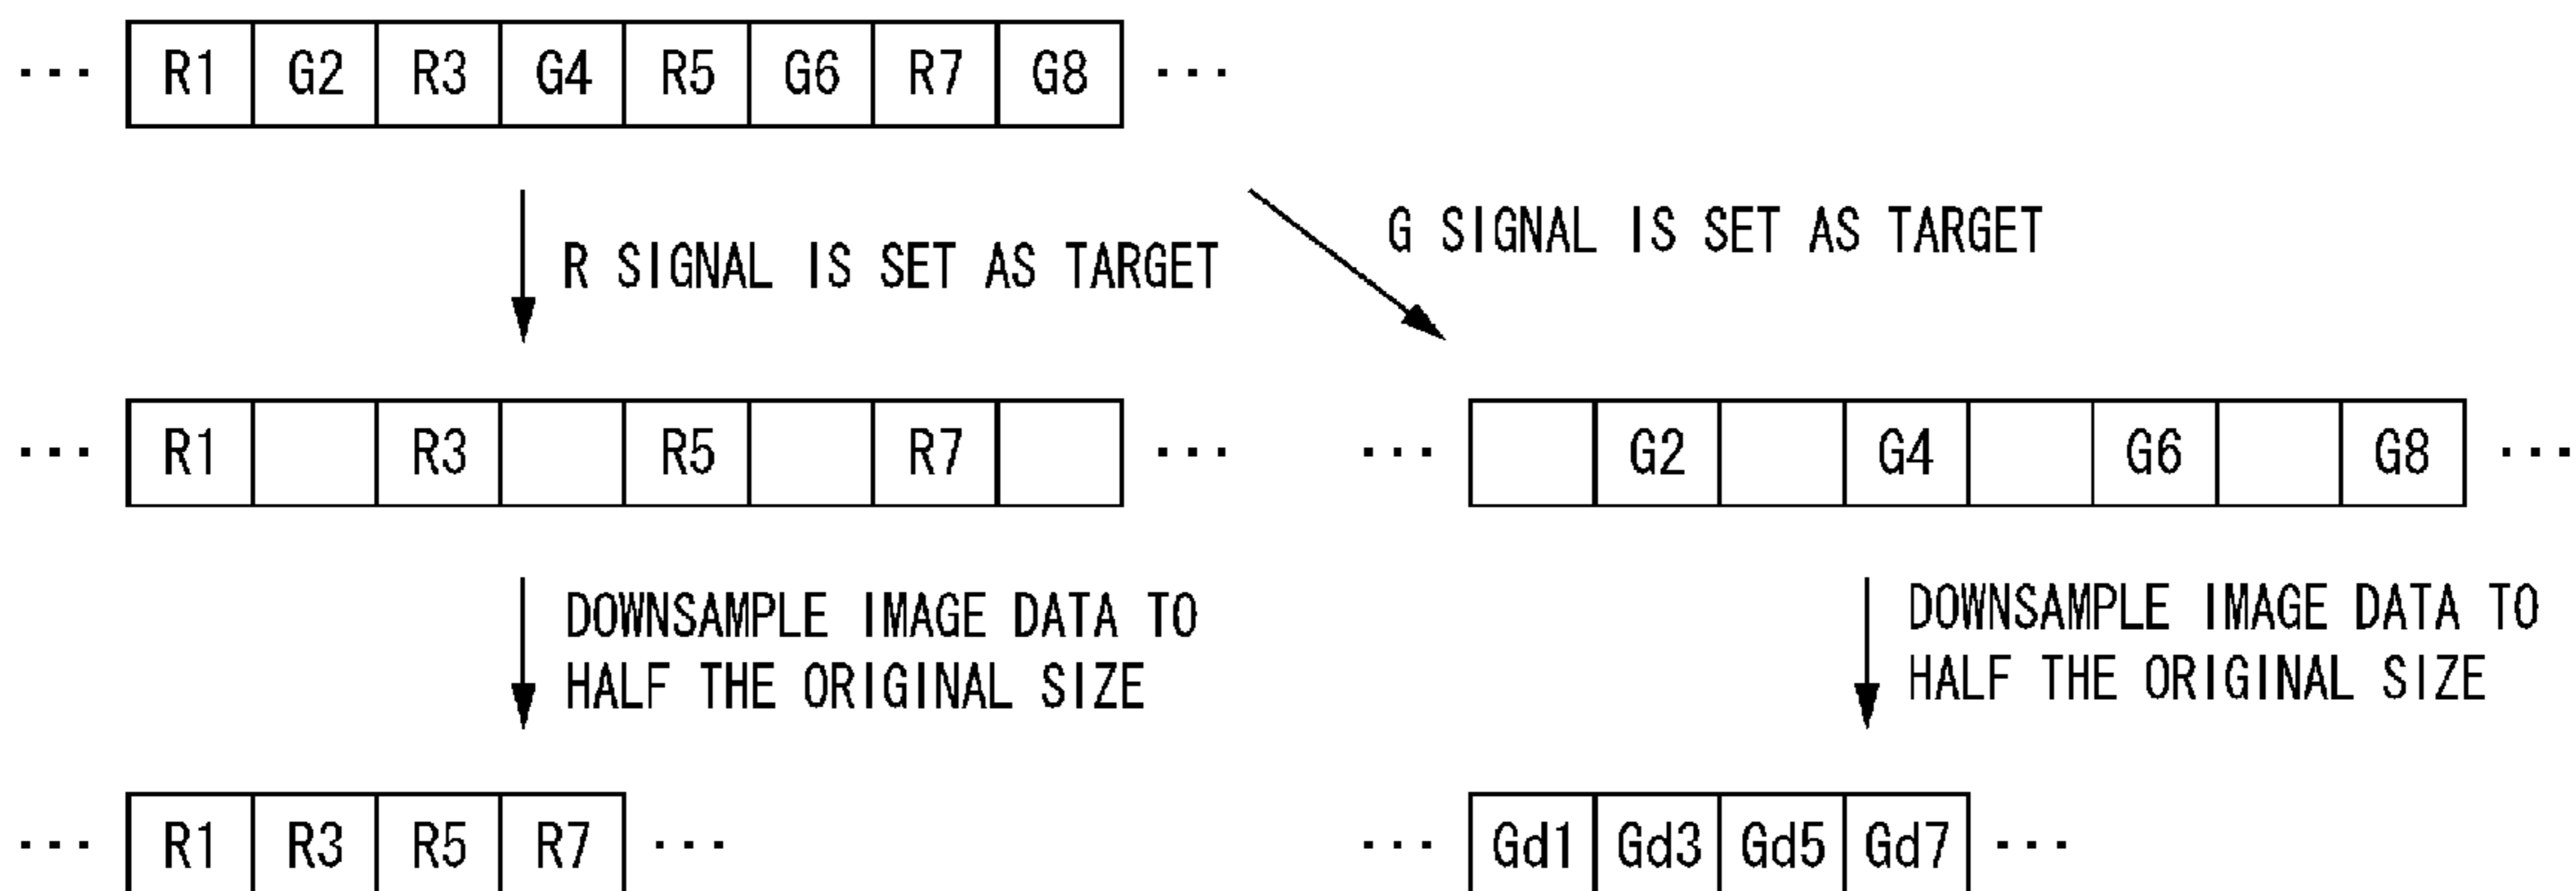 ... R1 G2 R3 G4 R5 G6 R7 G8 ...
R SIGNAL IS SET AS TARGET
G SIGNAL IS SET AS TARGET
... R1 R3 R5 R7 ...
... G2 G4 G6 G8 ...
DOWNSAMPLE IMAGE DATA TO
HALF THE ORIGINAL SIZE
DOWNSAMPLE IMAGE DATA TO
HALF THE ORIGINAL SIZE
... R1 R3 R5 R7 ...
... Gd1 Gd3 Gd5 Gd7 ...